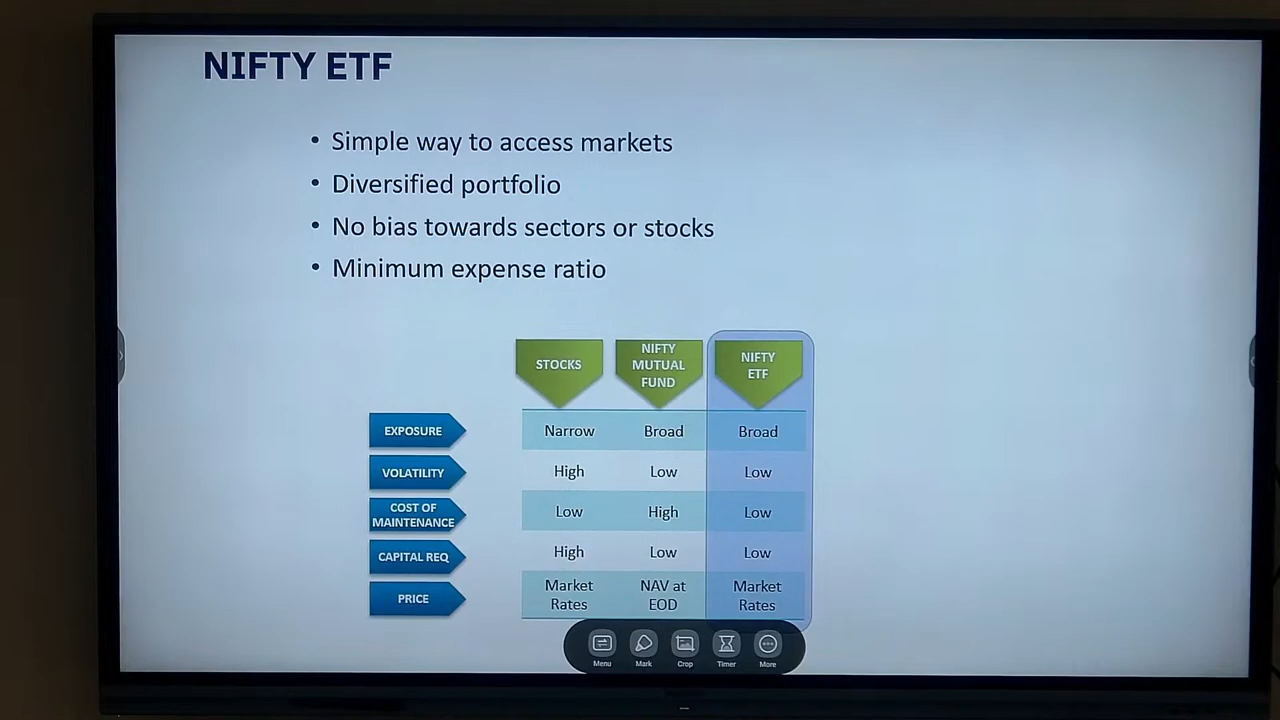 NIFTY ETF
• Simple way to access markets
• Diversified portfolio
• No bias towards sectors or stocks
• Minimum expense ratio
STOCKS
NIFTY
MUTUAL
FUND
NIFTY
ETF
EXPOSURE
Narrow
Broad
Broad
VOLATILITY
High
Low
Low
COST OF
MAINTENANCE
Low
High
Low
CAPITAL REQ
High
Low
Low
PRICE
Market
Rates
NAV at
EOD
Market
Rates
Menu
Mark
Crop
Timer
More